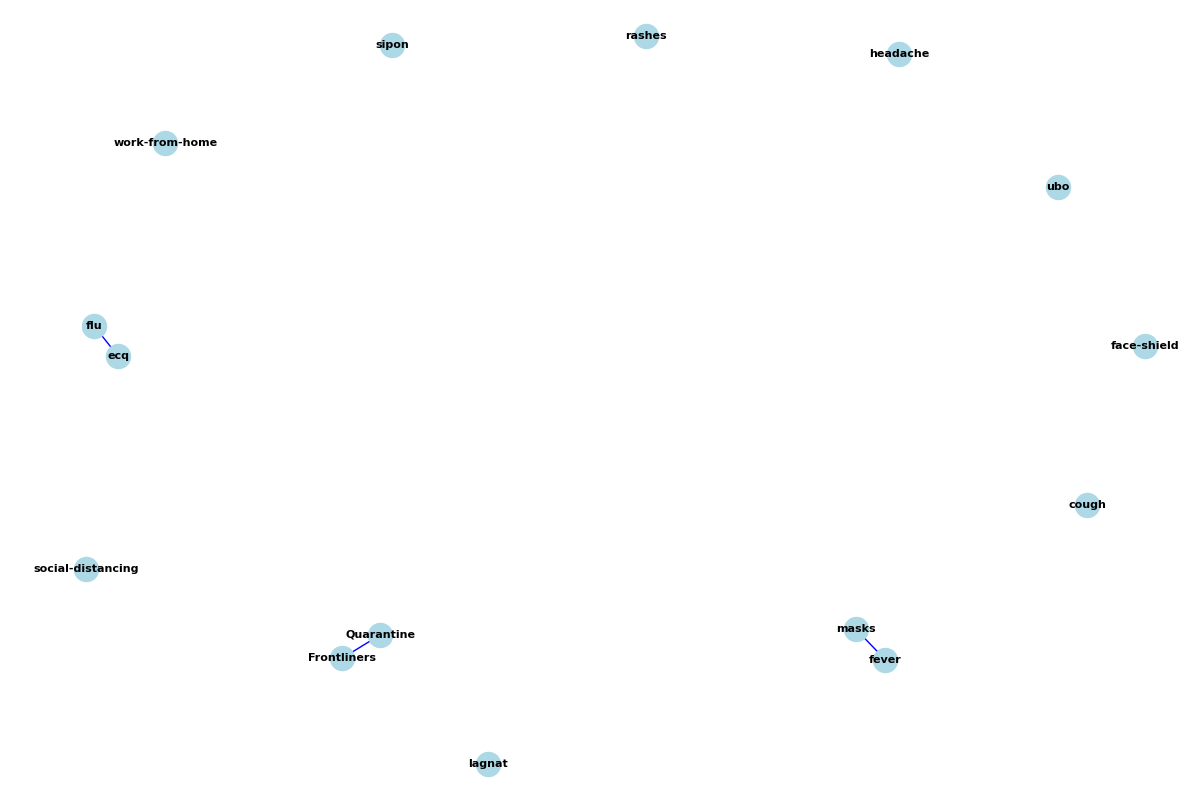 rashes
sipon
headache
work-from-home
ubo
flu
face-shield
ecq
cough
social-distancing
masks
Quarantine
Frontliners
fever
lagnat